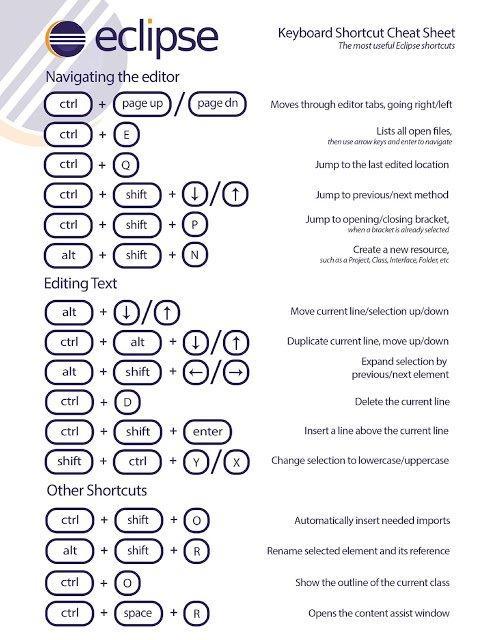 eclipse
Keyboard Shortcut Cheat Sheet
The most useful Eclipse shortcuts
Navigating the editor
ctrl + page up / page dn Moves through editor tabs, going right/left
ctrl + E Lists all open files,
then use arrow keys and enter to navigate
ctrl + Q Jump to the last edited location
ctrl + shift + ↓ / ↑ Jump to previous/next method
ctrl + shift + P Jump to opening/closing bracket,
when a bracket is already selected
alt + shift + N Create a new resource,
such as a Project, Class, Interface, Folder, etc
Editing Text
alt + ↓ / ↑ Move current line/selection up/down
ctrl + alt + ↓ / ↑ Duplicate current line, move up/down
alt + shift + ← / → Expand selection by
previous/next element
ctrl + D Delete the current line
ctrl + shift + enter Insert a line above the current line
shift + ctrl + Y / X Change selection to lowercase/uppercase
Other Shortcuts
ctrl + shift + O Automatically insert needed imports
alt + shift + R Rename selected element and its reference
ctrl + O Show the outline of the current class
ctrl + space + R Opens the content assist window